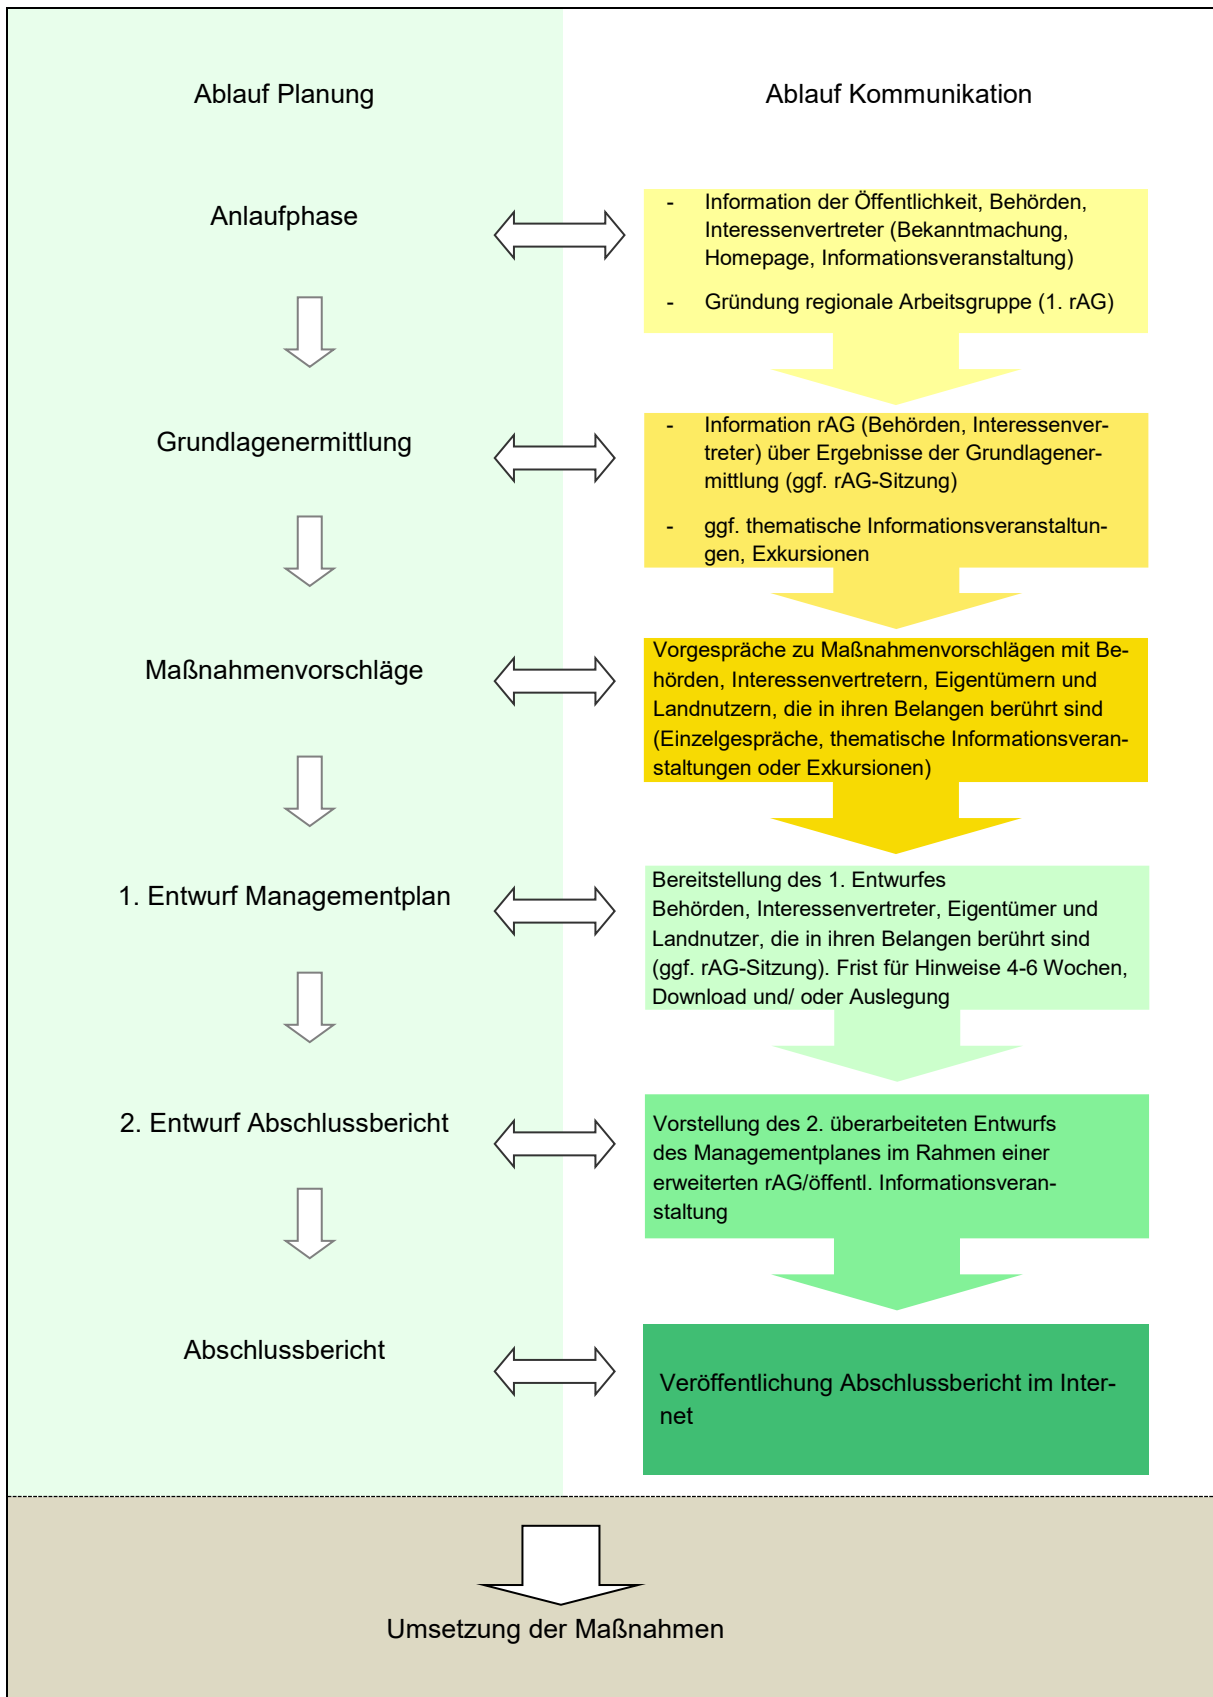 Ablauf Planung
Ablauf Kommunikation
Anlaufphase
- Information der Öffentlichkeit, Behörden,
Interessenvertreter (Bekanntmachung,
Homepage, Informationsveranstaltung)
- Gründung regionale Arbeitsgruppe (1. rAG)
Grundlagenermittlung
- Information rAG (Behörden, Interessenver-
treter) über Ergebnisse der Grundlagener-
mittlung (ggf. rAG-Sitzung)
- ggf. thematische Informationsveranstaltun-
gen, Exkursionen
Maßnahmenvorschläge
Vorgespräche zu Maßnahmenvorschlägen mit Be-
hörden, Interessenvertretern, Eigentümern und
Landnutzern, die in ihren Belangen berührt sind
(Einzelgespräche, thematische Informationsveran-
staltungen oder Exkursionen)
1. Entwurf Managementplan
Bereitstellung des 1. Entwurfes
Behörden, Interessenvertreter, Eigentümer und
Landnutzer, die in ihren Belangen berührt sind
(ggf. rAG-Sitzung). Frist für Hinweise 4-6 Wochen,
Download und/ oder Auslegung
2. Entwurf Abschlussbericht
Vorstellung des 2. überarbeiteten Entwurfs
des Managementplanes im Rahmen einer
erweiterten rAG/öffentl. Informationsveran-
staltung
Abschlussbericht
Veröffentlichung Abschlussbericht im Inter-
net
Umsetzung der Maßnahmen